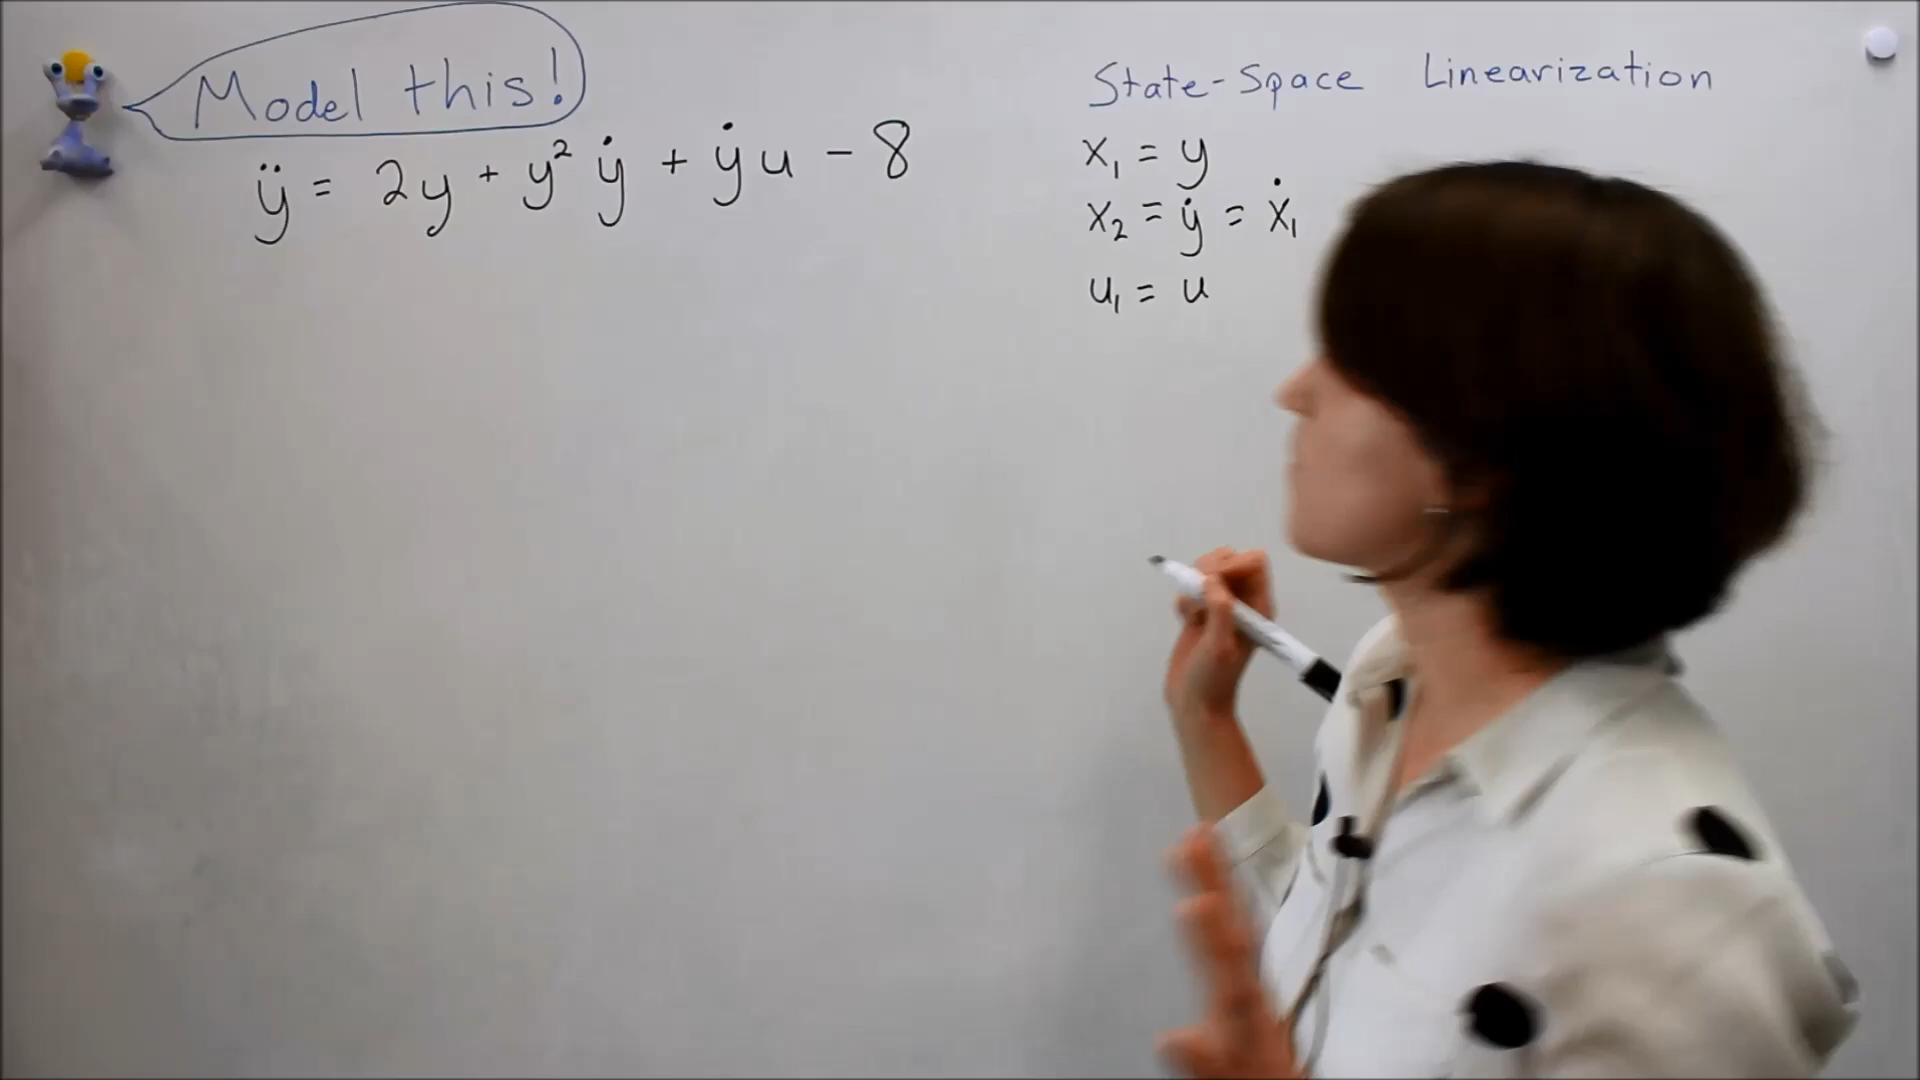 Model this!
ÿ = 2y + y² ẏ + ẏu - 8
State-Space Linearization
x₁ = y
x₂ = ẏ = ẋ₁
u₁ = u